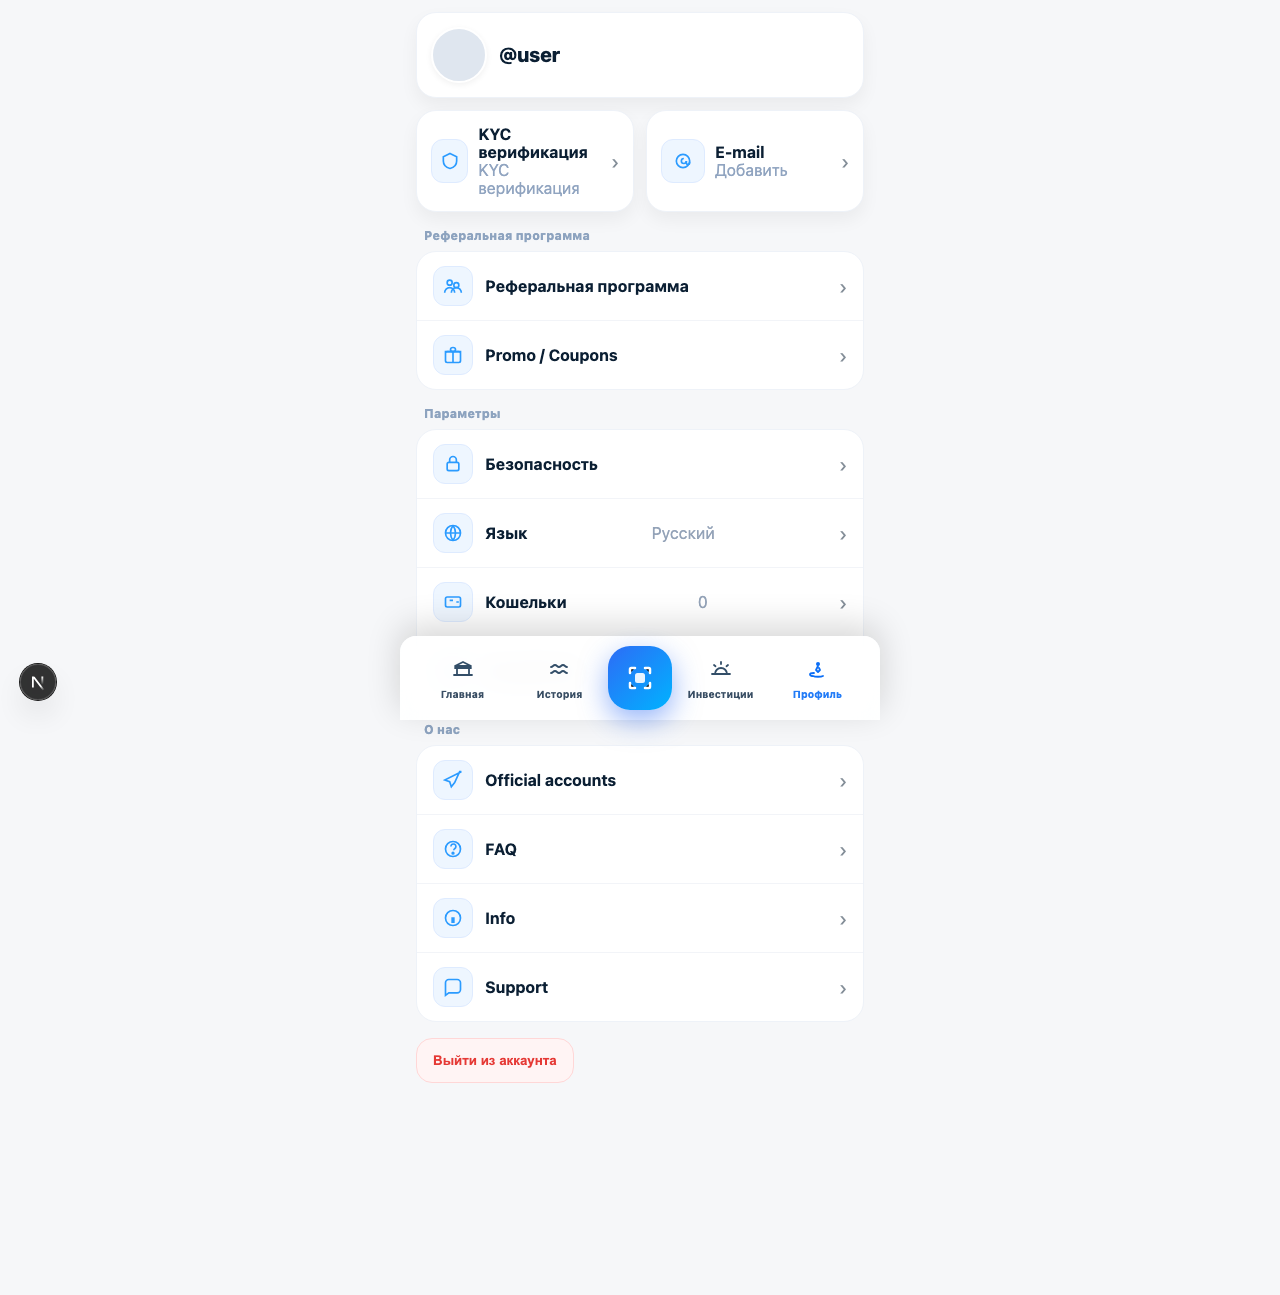 @user
KYC
верификация
KYC
верификация
E-mail
Добавить
Реферальная программа
Реферальная программа
Promo / Coupons
Параметры
Безопасность
Язык
Русский
Кошельки
0
Главная
История
Инвестиции
Профиль
N
О нас
Official accounts
FAQ
Info
Support
Выйти из аккаунта